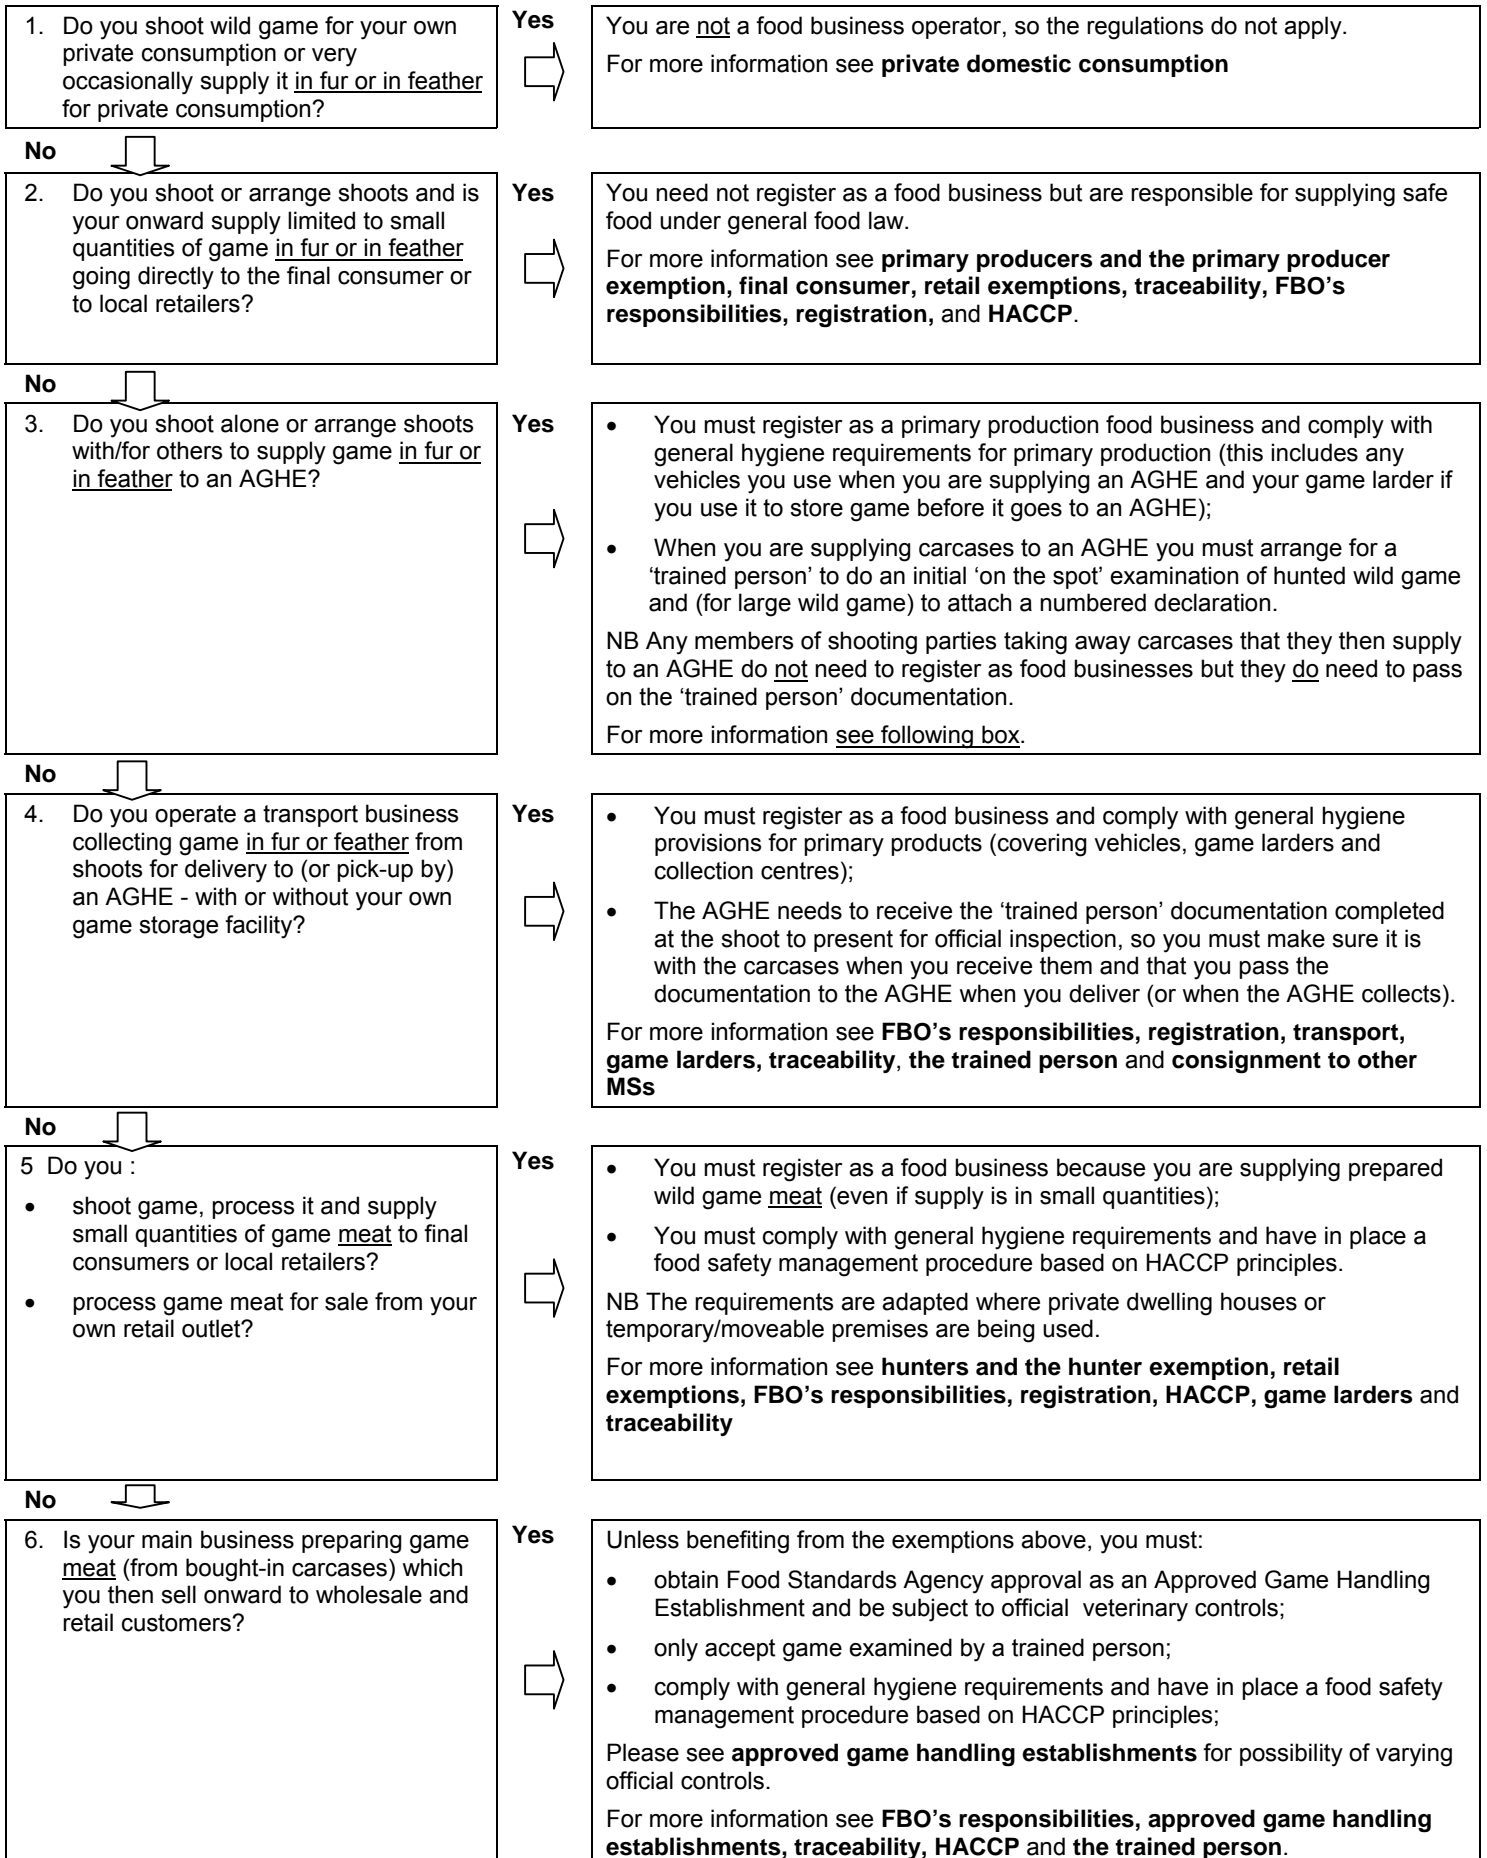 1. Do you shoot wild game for your own
private consumption or very
occasionally supply it in fur or in feather
for private consumption?
Yes
You are not a food business operator, so the regulations do not apply.
For more information see private domestic consumption
No
2. Do you shoot or arrange shoots and is
your onward supply limited to small
quantities of game in fur or in feather
going directly to the final consumer or
to local retailers?
Yes
You need not register as a food business but are responsible for supplying safe
food under general food law.
For more information see primary producers and the primary producer
exemption, final consumer, retail exemptions, traceability, FBO's
responsibilities, registration, and HACCP.
No
3. Do you shoot alone or arrange shoots
with/for others to supply game in fur or
in feather to an AGHE?
Yes
• You must register as a primary production food business and comply with
general hygiene requirements for primary production (this includes any
vehicles you use when you are supplying an AGHE and your game larder if
you use it to store game before it goes to an AGHE);
• When you are supplying carcases to an AGHE you must arrange for a
‘trained person’ to do an initial ‘on the spot’ examination of hunted wild game
and (for large wild game) to attach a numbered declaration.
NB Any members of shooting parties taking away carcases that they then supply
to an AGHE do not need to register as food businesses but they do need to pass
on the ‘trained person’ documentation.
For more information see following box.
No
4. Do you operate a transport business
collecting game in fur or feather from
shoots for delivery to (or pick-up by)
an AGHE - with or without your own
game storage facility?
Yes
• You must register as a food business and comply with general hygiene
provisions for primary products (covering vehicles, game larders and
collection centres);
• The AGHE needs to receive the ‘trained person’ documentation completed
at the shoot to present for official inspection, so you must make sure it is
with the carcases when you receive them and that you pass the
documentation to the AGHE when you deliver (or when the AGHE collects).
For more information see FBO's responsibilities, registration, transport,
game larders, traceability, the trained person and consignment to other
MSs
No
5 Do you :
• shoot game, process it and supply
small quantities of game meat to final
consumers or local retailers?
• process game meat for sale from your
own retail outlet?
Yes
• You must register as a food business because you are supplying prepared
wild game meat (even if supply is in small quantities);
• You must comply with general hygiene requirements and have in place a
food safety management procedure based on HACCP principles.
NB The requirements are adapted where private dwelling houses or
temporary/moveable premises are being used.
For more information see hunters and the hunter exemption, retail
exemptions, FBO's responsibilities, registration, HACCP, game larders and
traceability
No
6. Is your main business preparing game
meat (from bought-in carcases) which
you then sell onward to wholesale and
retail customers?
Yes
Unless benefiting from the exemptions above, you must:
• obtain Food Standards Agency approval as an Approved Game Handling
Establishment and be subject to official veterinary controls;
• only accept game examined by a trained person;
• comply with general hygiene requirements and have in place a food safety
management procedure based on HACCP principles;
Please see approved game handling establishments for possibility of varying
official controls.
For more information see FBO's responsibilities, approved game handling
establishments, traceability, HACCP and the trained person.